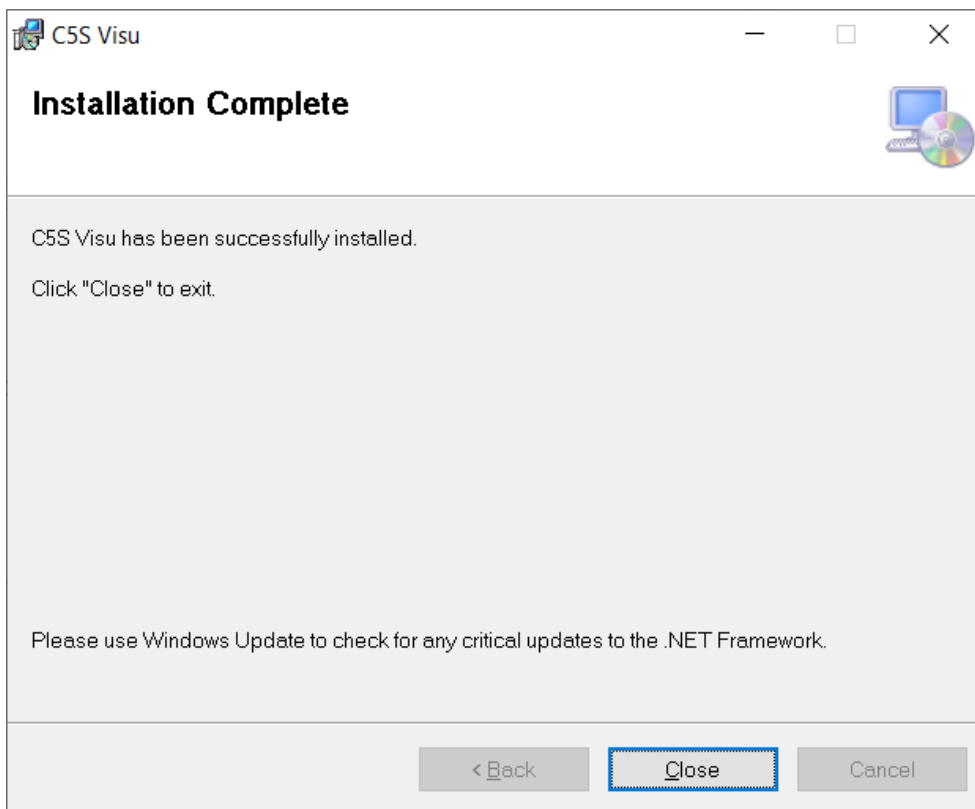 C5S Visu
Installation Complete
C5S Visu has been successfully installed.
Click "Close" to exit.
Please use Windows Update to check for any critical updates to the .NET Framework.
< Back
Close
Cancel